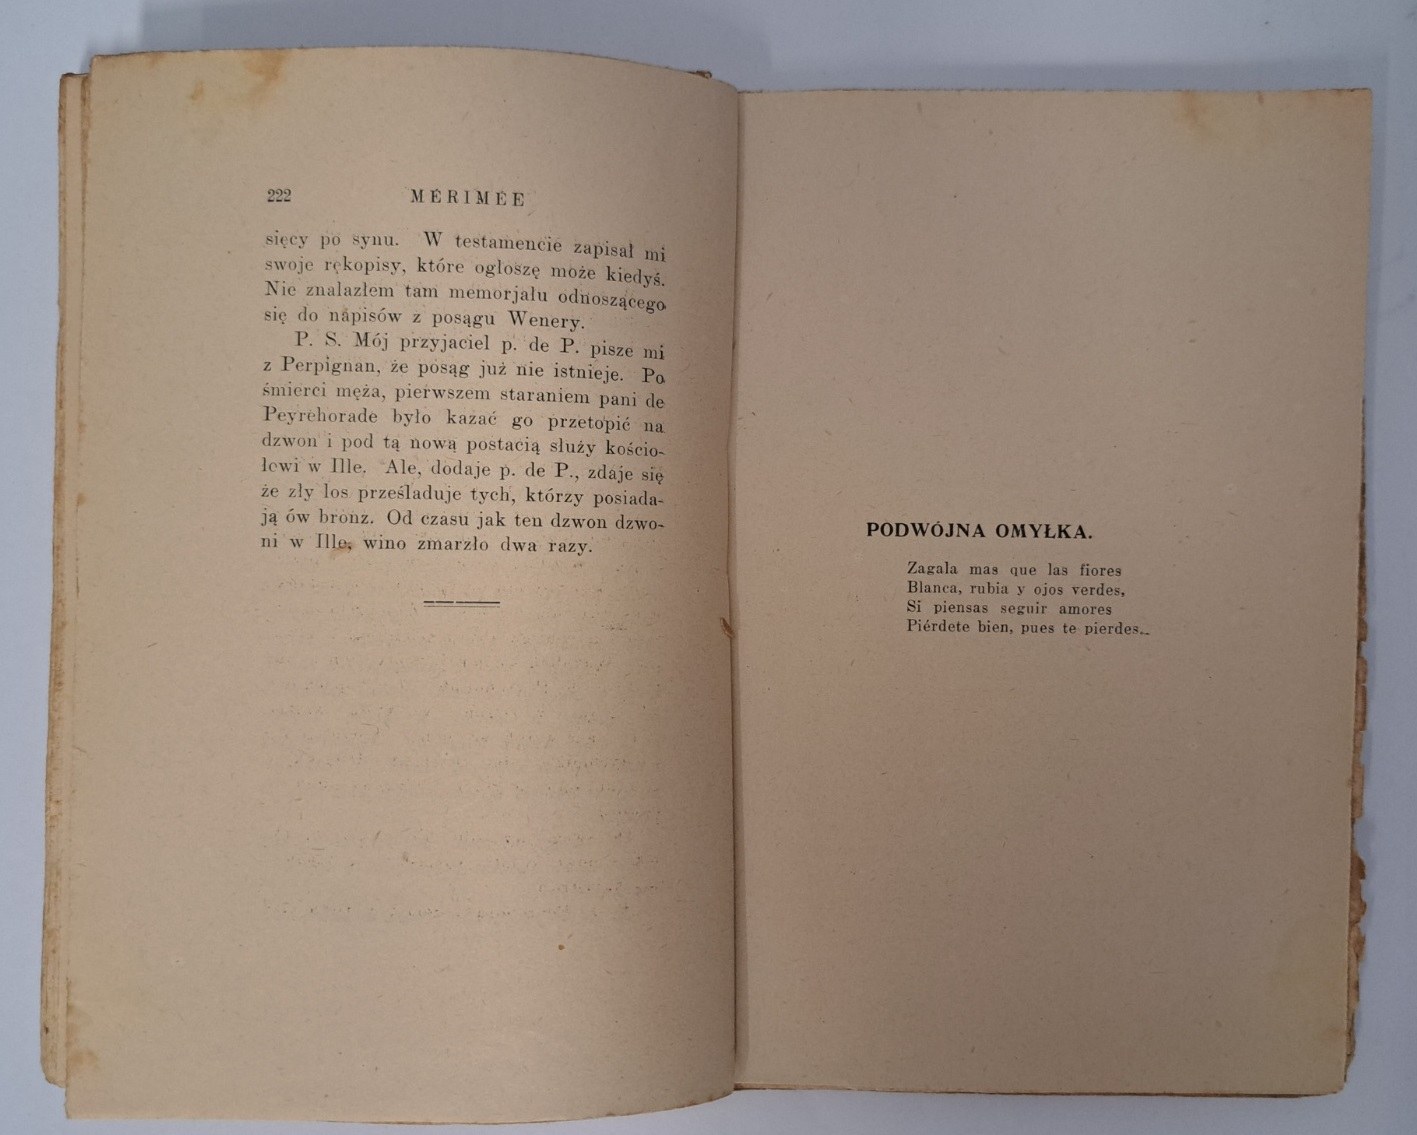 222 MÉRIMÉE
sięcy po synu. W testamencie zapisał mi
swoje rękopisy, które ogłoszę może kiedyś.
Nie znalazłem tam memorjału odnoszącego
się do napisów z posągu Wenery.
P. S. Mój przyjaciel p. de P. pisze mi
z Perpignan, że posąg już nie istnieje. Po
śmierci męża, pierwszem staraniem pani de
Peyrehorade było kazać go przetopić na
dzwon i pod tą nową postacią służy kościo-
łowi w Ille. Ale, dodaje p. de P., zdaje się
że zły los prześladuje tych, którzy posiada-
ją ów bronz. Od czasu jak ten dzwon dzwo-
ni w Ille, wino zmarzło dwa razy.
PODWÓJNA OMYŁKA.
Zagala mas que las fiores
Blanca, rubia y ojos verdes,
Si piensas seguir amores
Piérdete bien, pues te pierdes..